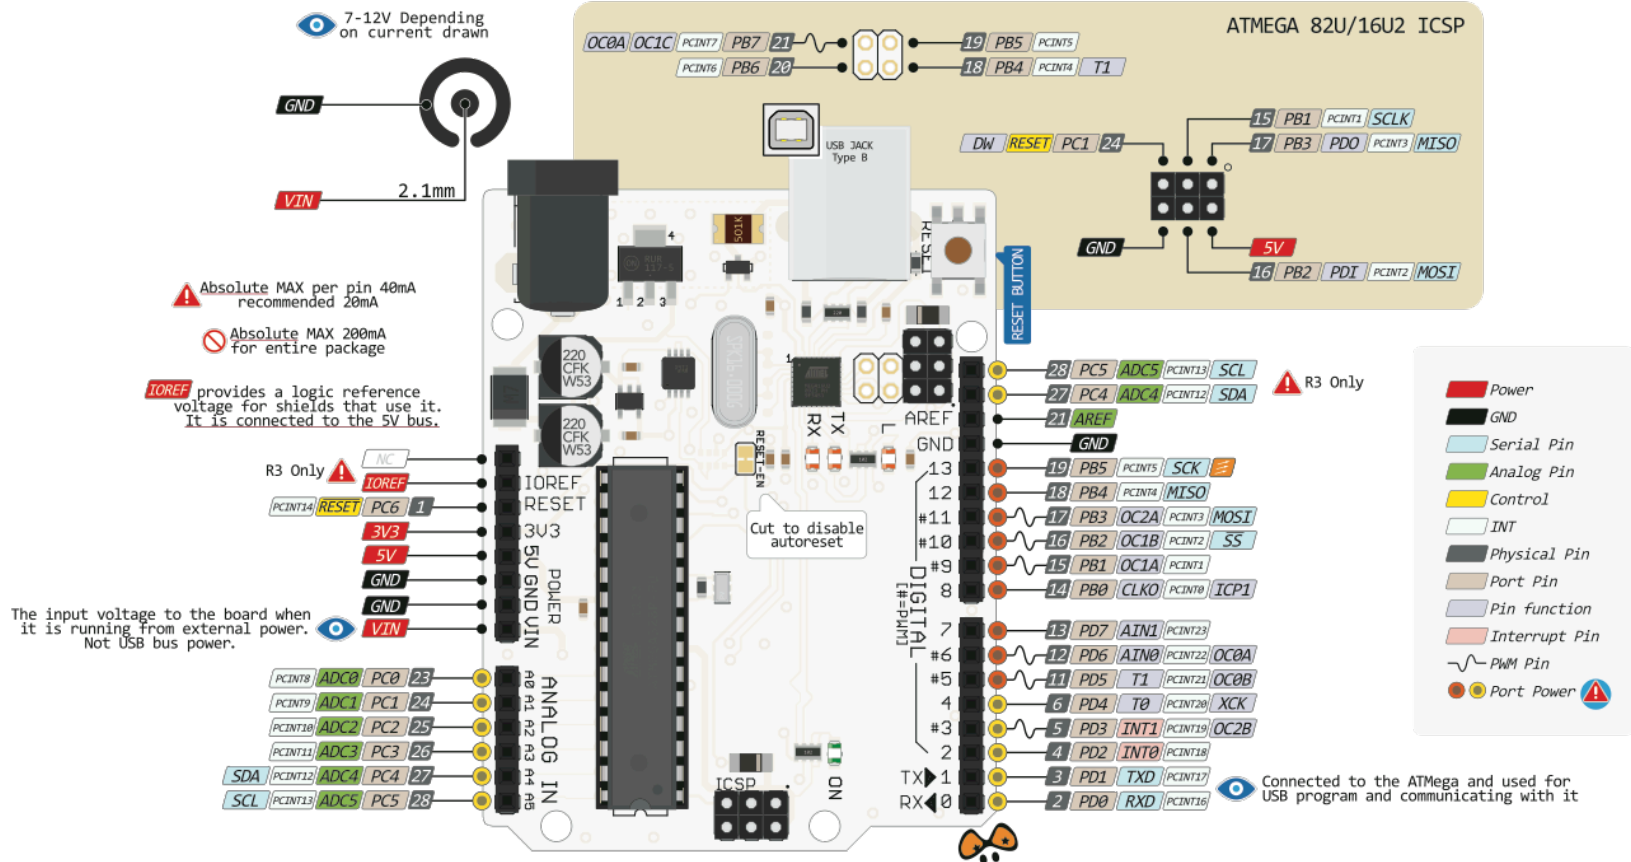 7-12V Depending
on current drawn
GND
VIN
2.1mm
ATMEGA 82U/16U2 ICSP
OC0A OC1C PCINT7 PB7 21
PCINT6 PB6 20
19 PB5 PCINT5
18 PB4 PCINT4 T1
15 PB1 PCINT1 SCLK
17 PB3 PDO PCINT3 MISO
DW RESET PC1 24
GND
5V
16 PB2 PDI PCINT2 MOSI
USB JACK
Type B
RESET
RESET BUTTON
501K
4
1 2 3
Absolute MAX per pin 40mA
recommended 20mA
Absolute MAX 200mA
for entire package
IOREF provides a logic reference
voltage for shields that use it.
It is connected to the 5V bus.
220
CFK
W53
220
CFK
W53
1
RX
TX
L
RESET-EN
Cut to disable
autoreset
R3 Only
NC
IOREF
PCINT14 RESET PC6 1
3V3
5V
GND
GND
VIN
The input voltage to the board when
it is running from external power.
Not USB bus power.
IOREF
RESET
3V3
5V
GND
VIN
POWER
PCINT8 ADC0 PC0 23
PCINT9 ADC1 PC1 24
PCINT10 ADC2 PC2 25
PCINT11 ADC3 PC3 26
SDA PCINT12 ADC4 PC4 27
SCL PCINT13 ADC5 PC5 28
A0
A1
A2
A3
A4
A5
ANALOG IN
ICSP
ON
AREF
GND
13
12
#11
#10
#9
8
7
#6
#5
4
#3
2
TX 1
RX 0
DIGITAL
[#=PWM]
28 PC5 ADC5 PCINT13 SCL
27 PC4 ADC4 PCINT12 SDA
R3 Only
21 AREF
GND
19 PB5 PCINT5 SCK
18 PB4 PCINT4 MISO
17 PB3 OC2A PCINT3 MOSI
16 PB2 OC1B PCINT2 SS
15 PB1 OC1A PCINT1
14 PB0 CLKO PCINT0 ICP1
13 PD7 AIN1 PCINT23
12 PD6 AIN0 PCINT22 OC0A
11 PD5 T1 PCINT21 OC0B
6 PD4 T0 PCINT20 XCK
5 PD3 INT1 PCINT19 OC2B
4 PD2 INT0 PCINT18
3 PD1 TXD PCINT17
2 PD0 RXD PCINT16
Connected to the ATMega and used for
USB program and communicating with it
Power
GND
Serial Pin
Analog Pin
Control
INT
Physical Pin
Port Pin
Pin function
Interrupt Pin
PWM Pin
Port Power